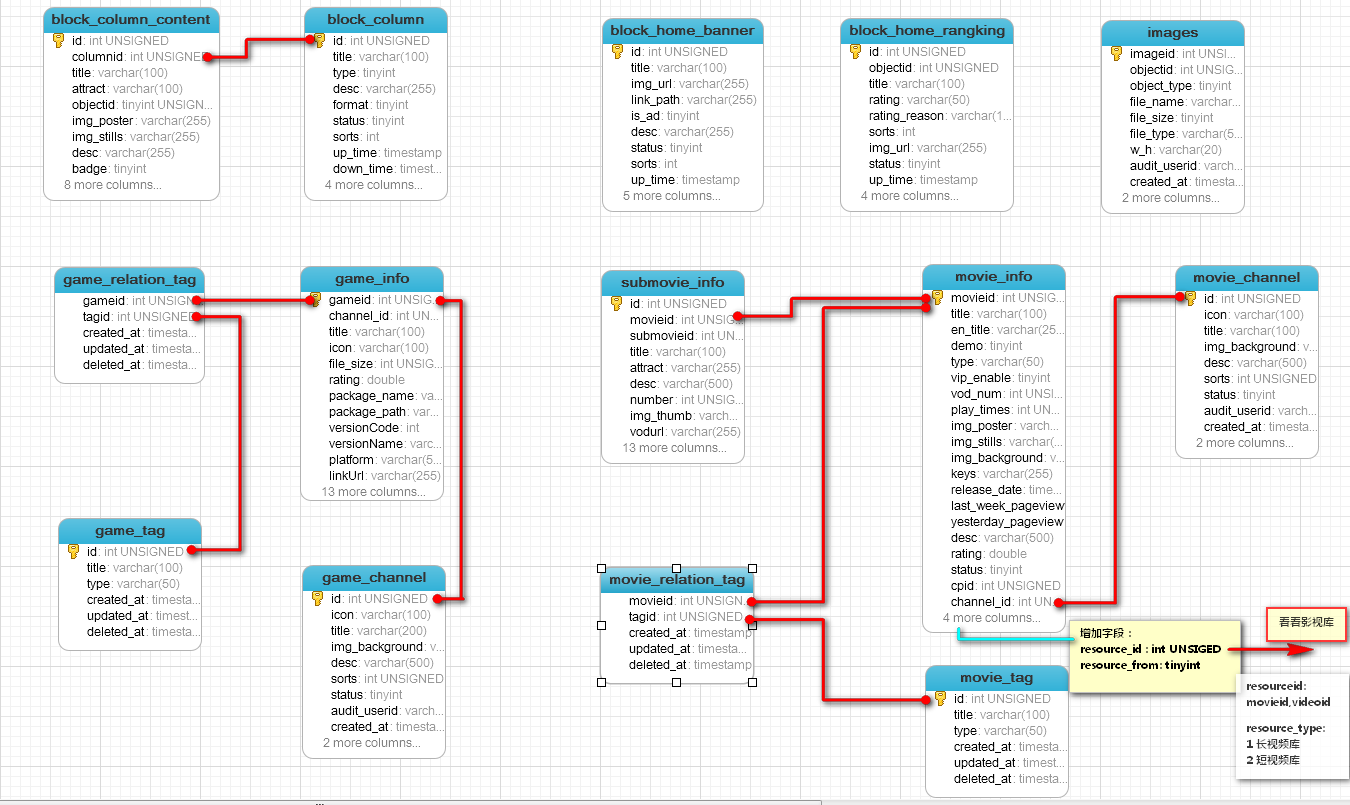 block_column_content
id: int UNSIGNED
columnid: int UNSIGNE
title: varchar(100)
attract: varchar(100)
objectid: tinyint UNSIGN...
img_poster: varchar(255)
img_stills: varchar(255)
desc: varchar(255)
badge: tinyint
8 more columns...
block_column
id: int UNSIGNED
title: varchar(100)
type: tinyint
desc: varchar(255)
format: tinyint
status: tinyint
sorts: int
up_time: timestamp
down_time: timest...
4 more columns...
block_home_banner
id: int UNSIGNED
title: varchar(100)
img_url: varchar(255)
link_path: varchar(255)
is_ad: tinyint
desc: varchar(255)
status: tinyint
sorts: int
up_time: timestamp
5 more columns...
block_home_rangking
id: int UNSIGNED
objectid: int UNSIGNED
title: varchar(100)
rating: varchar(50)
rating_reason: varchar(1...
sorts: int
img_url: varchar(255)
status: tinyint
up_time: timestamp
4 more columns...
images
imageid: int UNSI...
objectid: int UNSIG...
object_type: tinyint
file_name: varchar...
file_size: tinyint
file_type: varchar(5...
w_h: varchar(20)
audit_userid: varch...
created_at: timesta...
2 more columns...
game_relation_tag
gameid: int UNSIGN
tagid: int UNSIGNED
created_at: timesta...
updated_at: timesta...
deleted_at: timesta...
game_info
gameid: int UNSIG...
channel_id: int UN...
title: varchar(100)
icon: varchar(100)
file_size: int UNSIG...
rating: double
package_name: va...
package_path: var...
versionCode: int
versionName: varc...
platform: varchar(5...
linkUrl: varchar(255)
13 more columns...
submovie_info
id: int UNSIGNED
movieid: int UNSIG...
submovieid: int UN...
title: varchar(100)
attract: varchar(255)
desc: varchar(500)
number: int UNSIG...
img_thumb: varch...
vodurl: varchar(255)
13 more columns...
movie_info
movieid: int UNSIG...
title: varchar(100)
en_title: varchar(25...
demo: tinyint
type: varchar(50)
vip_enable: tinyint
vod_num: int UNSI...
play_times: int UN...
img_poster: varch...
img_stills: varchar(...
img_background: v...
keys: varchar(255)
release_date: time...
last_week_pageview
yesterday_pageview
desc: varchar(500)
rating: double
status: tinyint
cpid: int UNSIGNED
channel_id: int UN...
4 more columns...
movie_channel
id: int UNSIGNED
icon: varchar(100)
title: varchar(100)
img_background: v...
desc: varchar(500)
sorts: int UNSIGNED
status: tinyint
audit_userid: varch...
created_at: timesta...
2 more columns...
game_tag
id: int UNSIGNED
title: varchar(100)
type: varchar(50)
created_at: timesta...
updated_at: timest...
deleted_at: timesta...
game_channel
id: int UNSIGNED
icon: varchar(100)
title: varchar(200)
img_background: v...
desc: varchar(500)
sorts: int UNSIGNED
status: tinyint
audit_userid: varch...
created_at: timesta...
2 more columns...
movie_relation_tag
movieid: int UNSIGN...
tagid: int UNSIGNED
created_at: timestamp
updated_at: timesta...
deleted_at: timestamp
增加字段：
resource_id : int UNSIGED
resource_from: tinyint
看看影视库
resourceid:
movieid,videoid
resource_type:
1 长视频库
2 短视频库
movie_tag
id: int UNSIGNED
title: varchar(100)
type: varchar(50)
created_at: timesta...
updated_at: timesta...
deleted_at: timesta...